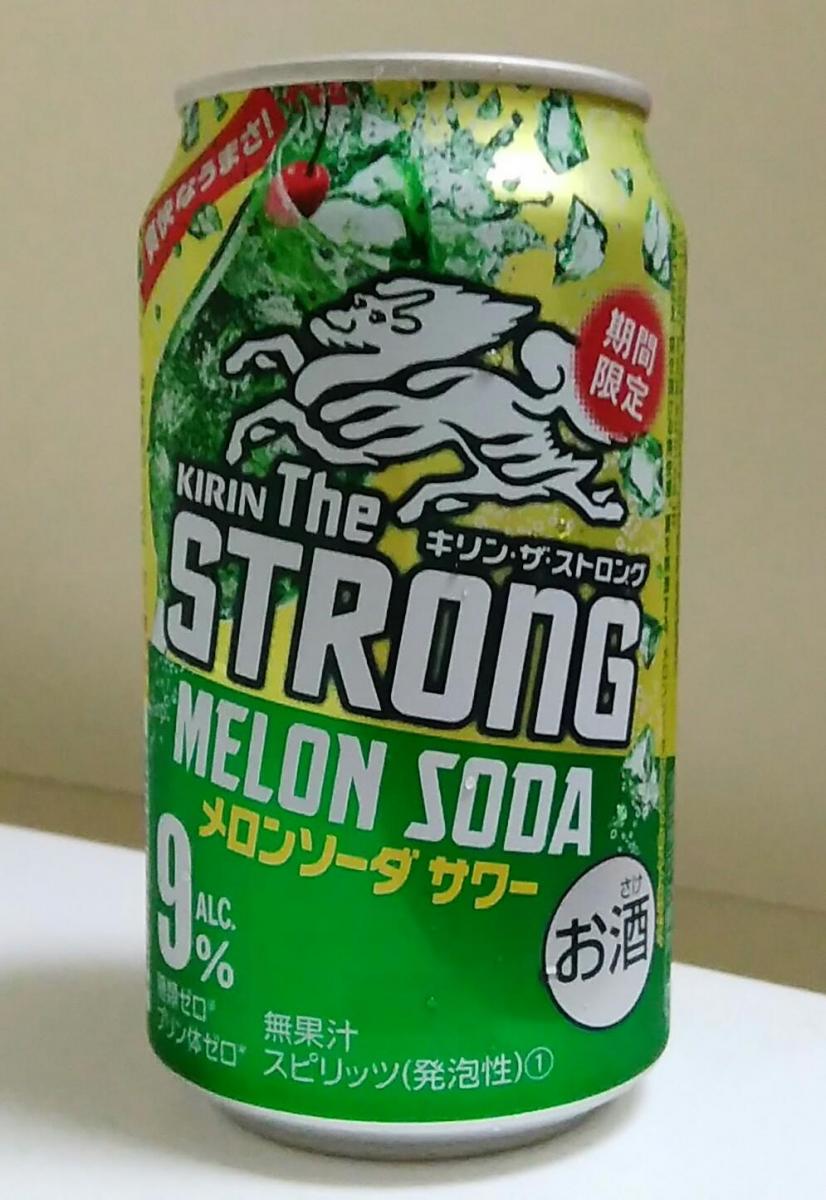 爽快なうまさ!
期間
限定
KIRIN The
キリン・ザ・ストロング
STRONG
MELON SODA
メロンソーダ サワー
9 ALC.
%
さけ
お酒
糖類ゼロ※
プリン体ゼロ※
無果汁
スピリッツ(発泡性)①